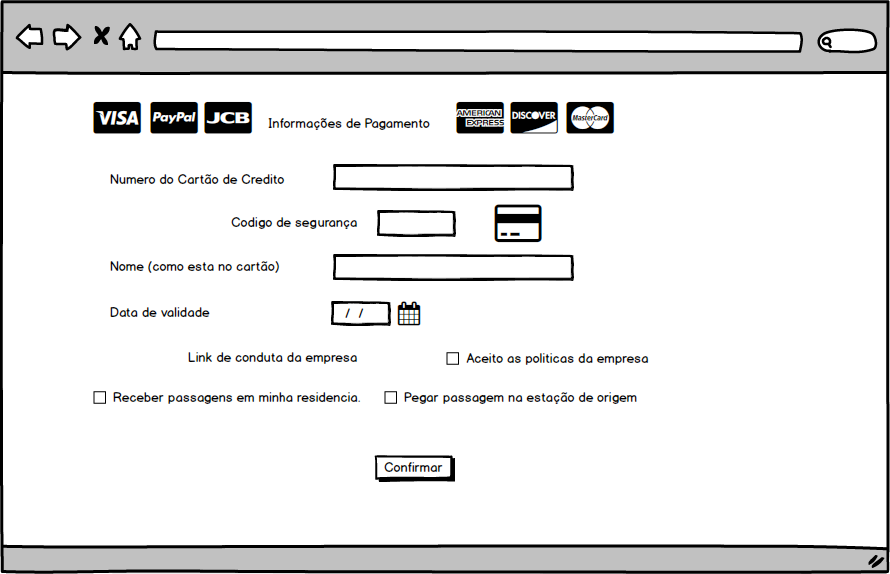 VISA PayPal JCB Informações de Pagamento AMERICAN EXPRESS DISCOVER MasterCard
Numero do Cartão de Credito
Codigo de segurança
Nome (como esta no cartão)
Data de validade / /
Link de conduta da empresa Aceito as politicas da empresa
Receber passagens em minha residencia. Pegar passagem na estação de origem
Confirmar